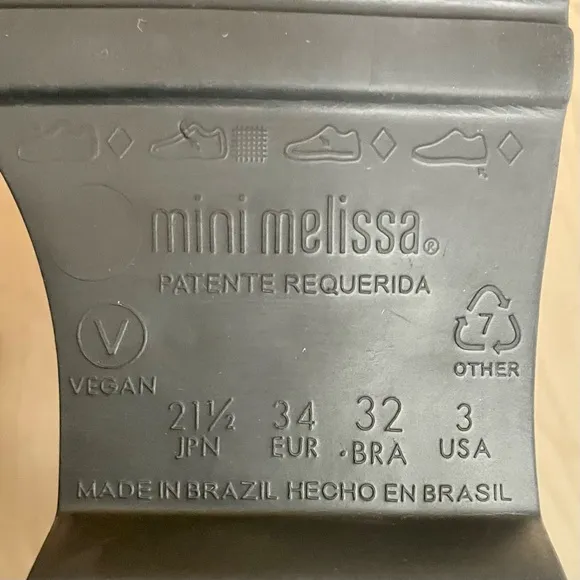 mini melissa®
PATENTE REQUERIDA
7
OTHER
V
VEGAN
21½ 34 32 3
JPN EUR .BRA USA
MADE IN BRAZIL HECHO EN BRASIL